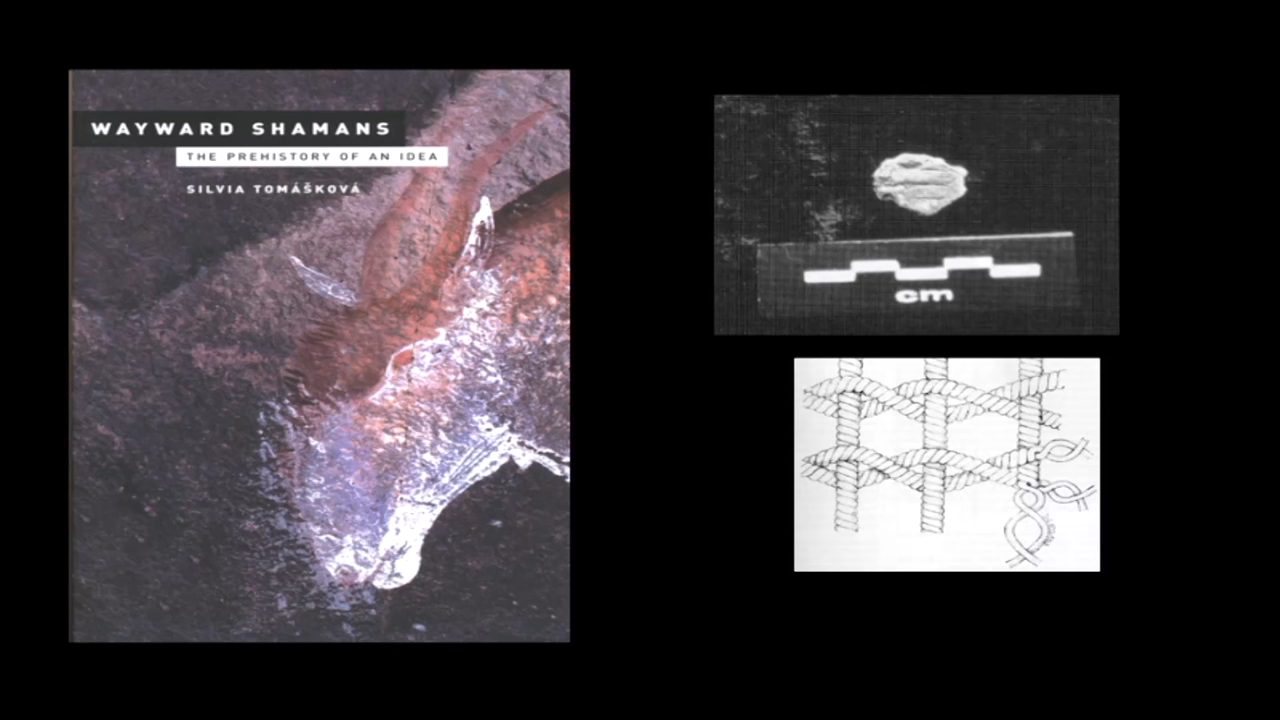 WAYWARD SHAMANS
THE PREHISTORY OF AN IDEA
SILVIA TOMÁŠKOVÁ
cm